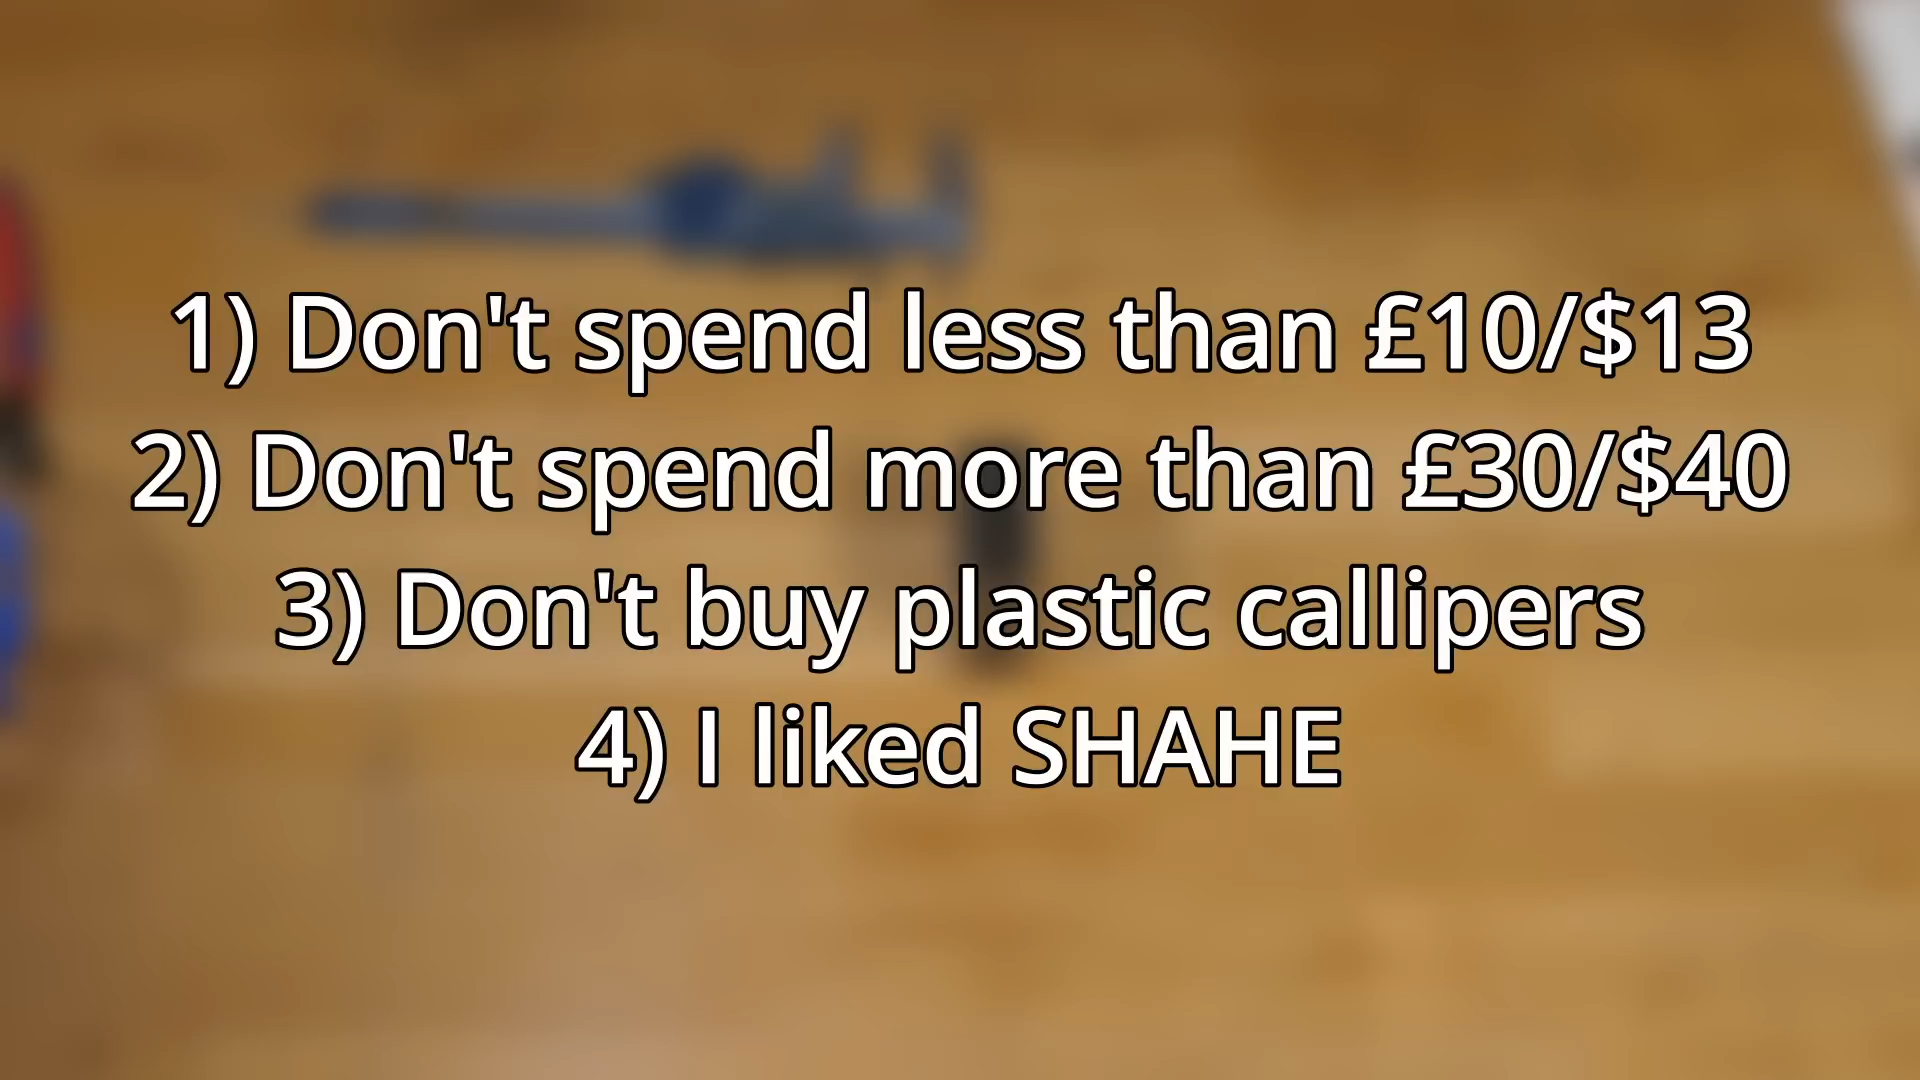 1) Don't spend less than £10/$13
2) Don't spend more than £30/$40
3) Don't buy plastic callipers
4) I liked SHAHE